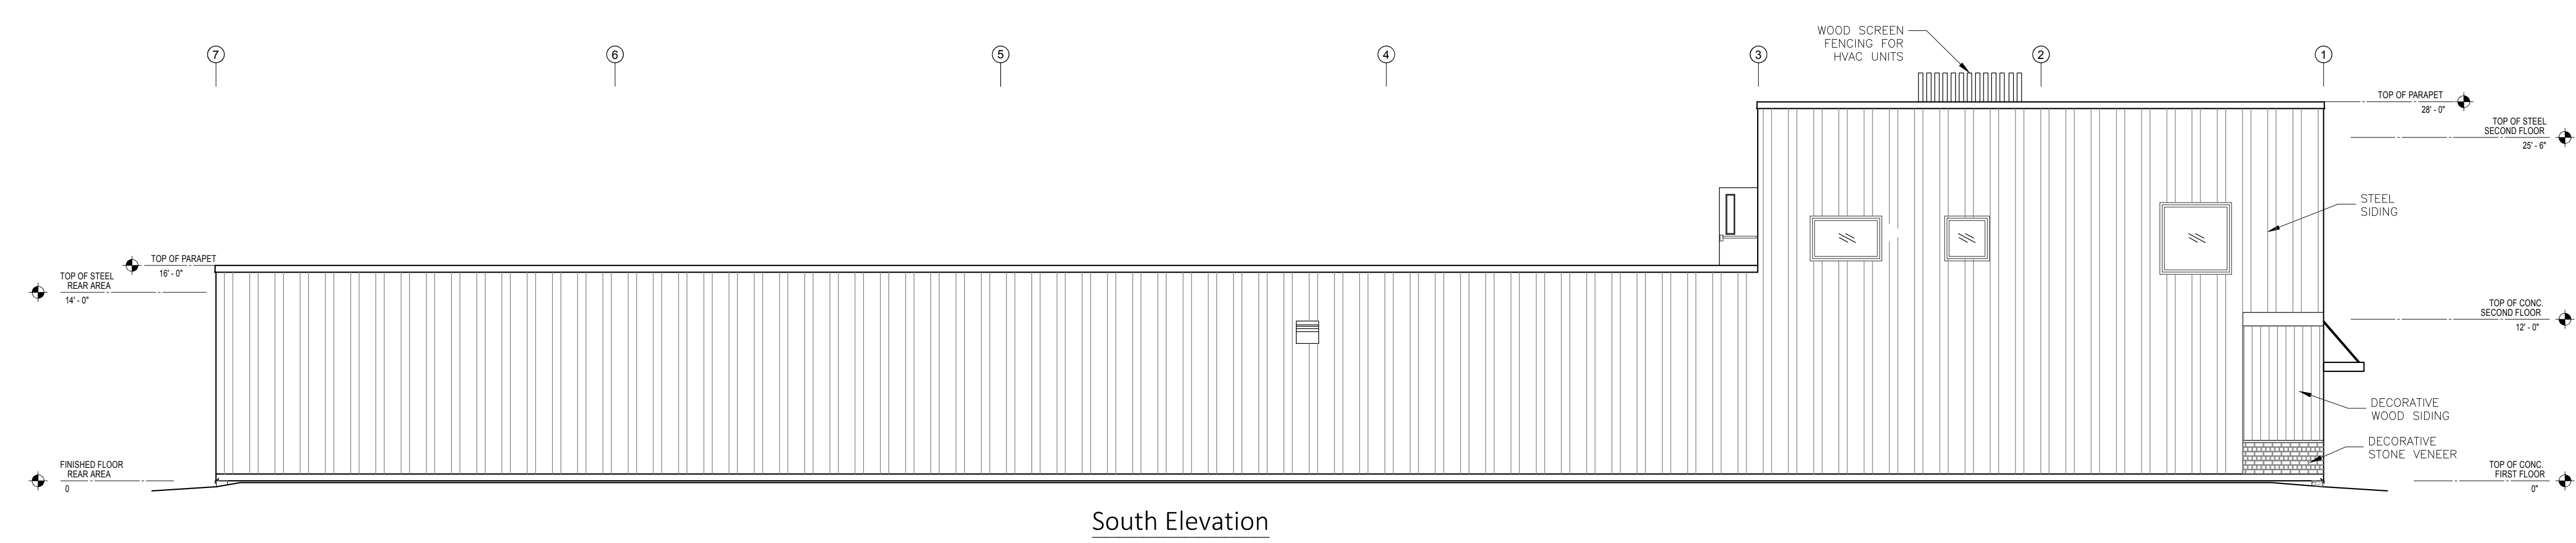 WOOD SCREEN
FENCING FOR
HVAC UNITS
7
6
5
4
3
2
1
TOP OF PARAPET
28' - 0"
TOP OF STEEL
SECOND FLOOR
25' - 6"
STEEL
SIDING
TOP OF PARAPET
16' - 0"
TOP OF STEEL
REAR AREA
14' - 0"
TOP OF CONC.
SECOND FLOOR
12' - 0"
DECORATIVE
WOOD SIDING
DECORATIVE
STONE VENEER
FINISHED FLOOR
REAR AREA
0
TOP OF CONC.
FIRST FLOOR
0"
South Elevation